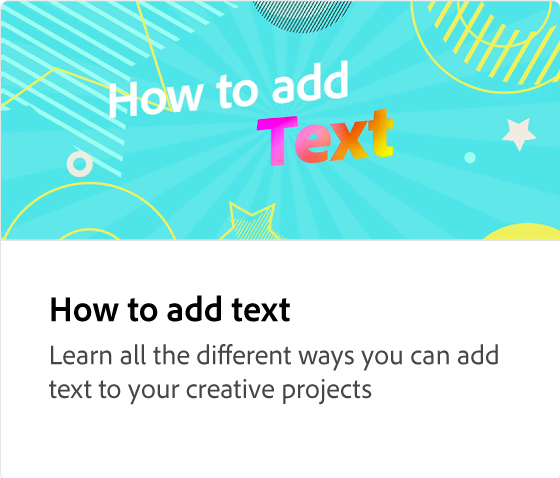 How to add
Text
How to add text
Learn all the different ways you can add
text to your creative projects